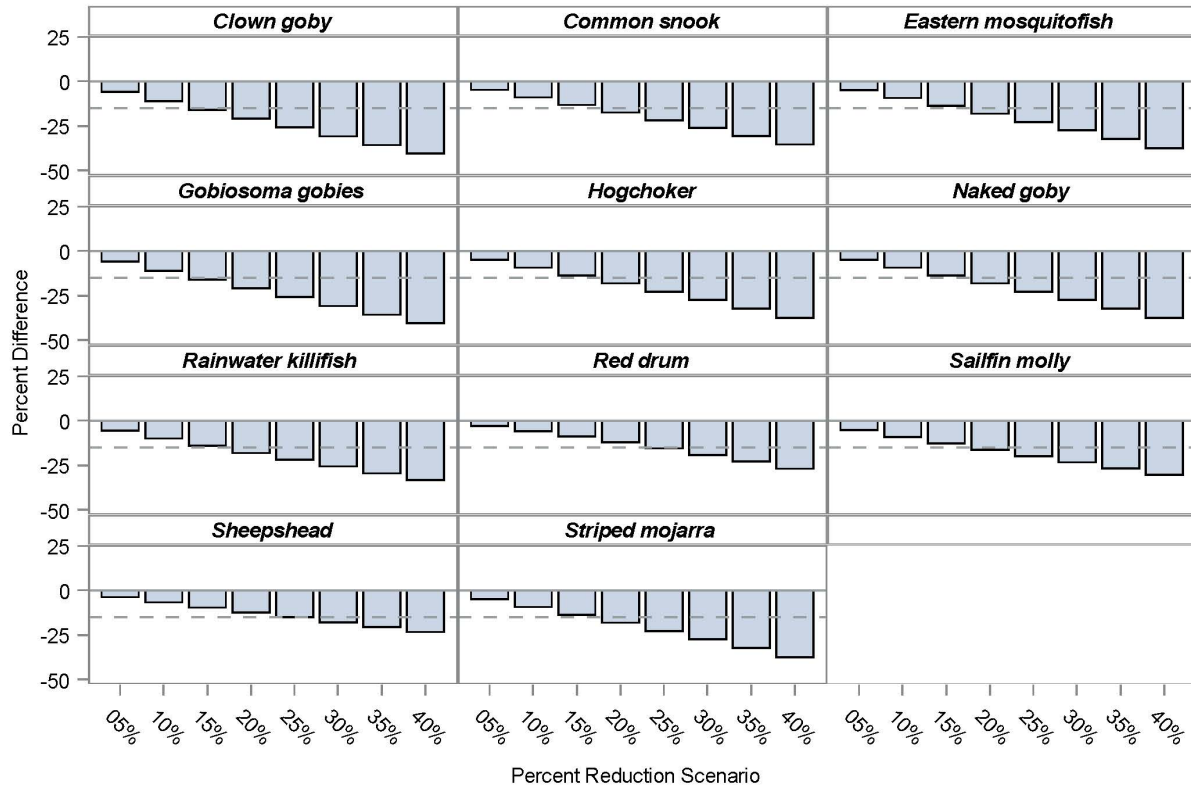 Clown goby
Common snook
Eastern mosquitofish
25
0
-25
-50
Gobiosoma gobies
Hogchoker
Naked goby
25
0
-25
-50
Rainwater killifish
Red drum
Sailfin molly
25
0
-25
-50
Sheepshead
Striped mojarra
25
0
-25
-50
Percent Difference
05% 10% 15% 20% 25% 30% 35% 40%
05% 10% 15% 20% 25% 30% 35% 40%
05% 10% 15% 20% 25% 30% 35% 40%
Percent Reduction Scenario